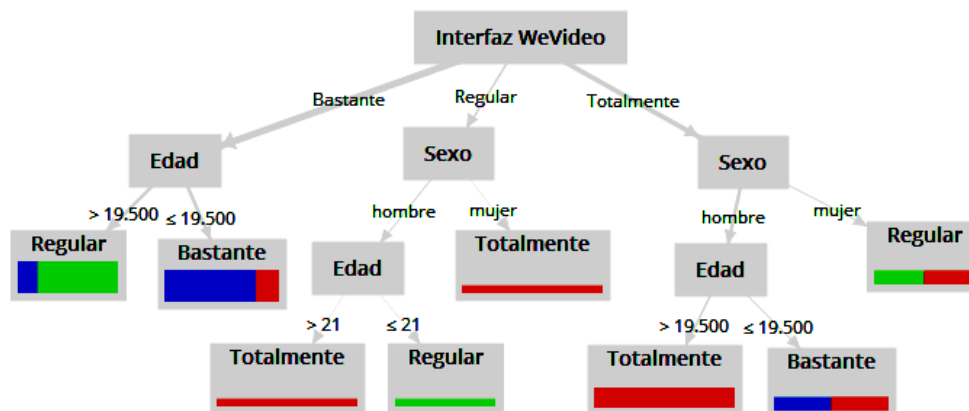 Interfaz WeVideo
Bastante
Regular
Totalmente
Edad
Sexo
Sexo
> 19.500
≤ 19.500
hombre
mujer
hombre
mujer
Regular
Bastante
Edad
Totalmente
Edad
Regular
> 21
≤ 21
> 19.500
≤ 19.500
Totalmente
Regular
Totalmente
Bastante